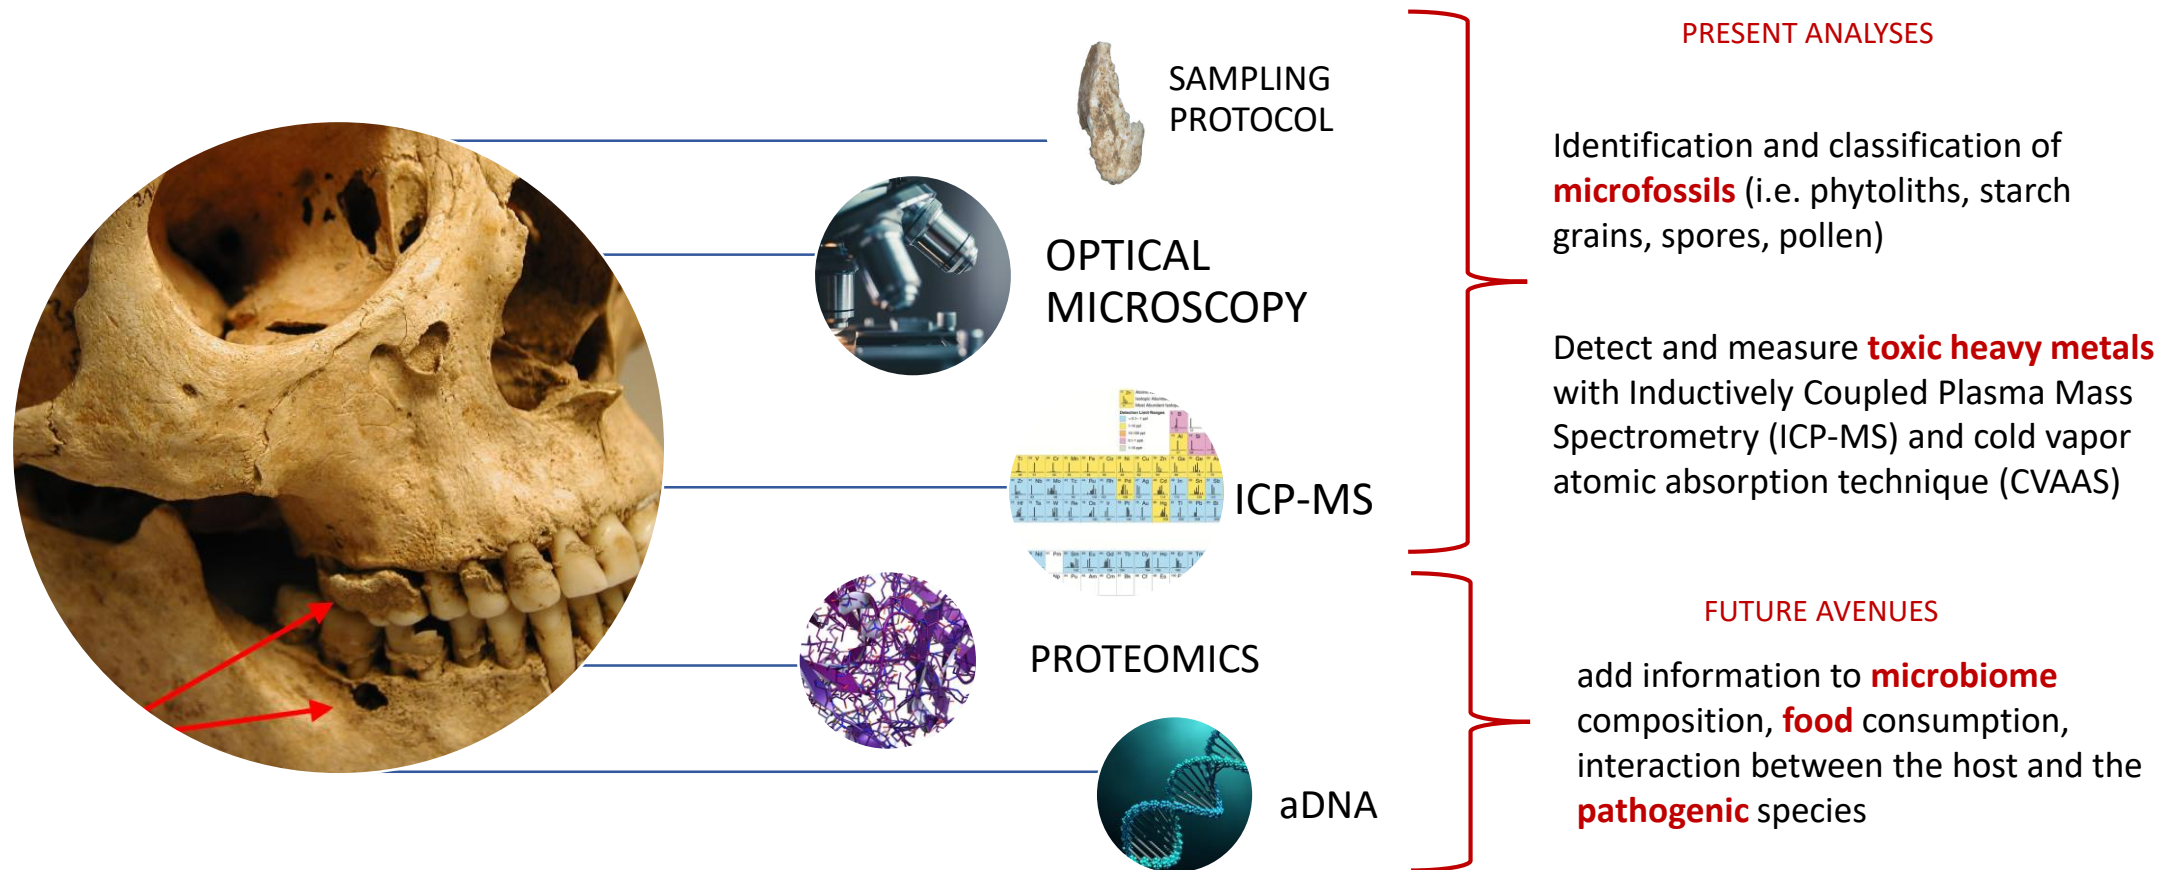 SAMPLING
PROTOCOL
OPTICAL
MICROSCOPY
ICP-MS
PROTEOMICS
aDNA
PRESENT ANALYSES
Identification and classification of
microfossils (i.e. phytoliths, starch
grains, spores, pollen)
Detect and measure toxic heavy metals
with Inductively Coupled Plasma Mass
Spectrometry (ICP-MS) and cold vapor
atomic absorption technique (CVAAS)
FUTURE AVENUES
add information to microbiome
composition, food consumption,
interaction between the host and the
pathogenic species